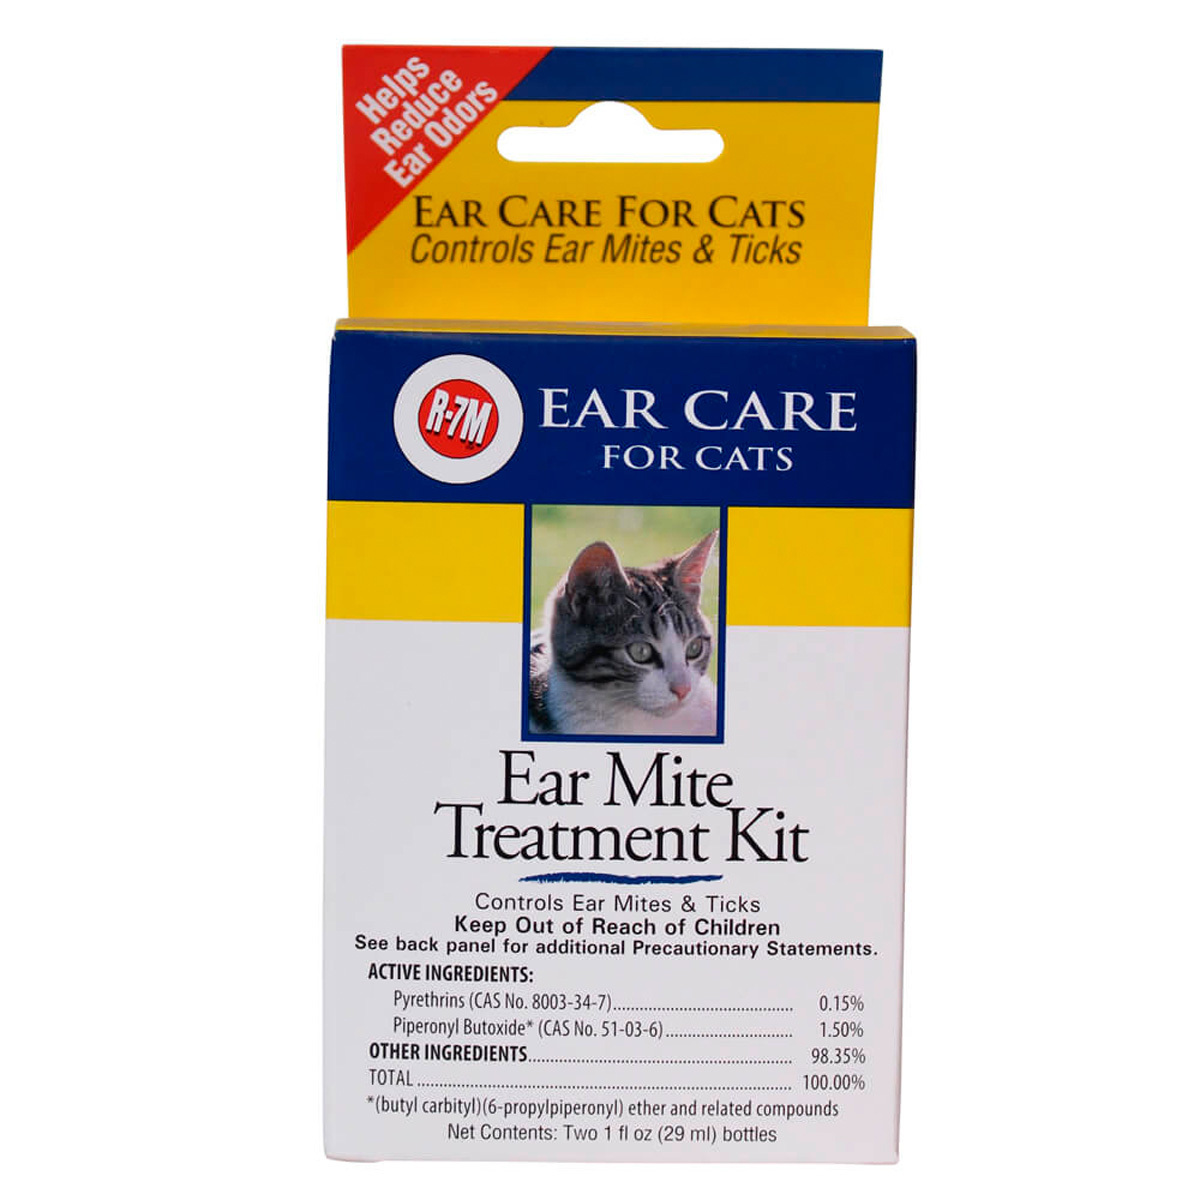 Helps
Reduce
Ear Odors
EAR CARE FOR CATS
Controls Ear Mites & Ticks
R-7M
EAR CARE
FOR CATS
Ear Mite
Treatment Kit
Controls Ear Mites & Ticks
Keep Out of Reach of Children
See back panel for additional Precautionary Statements.
ACTIVE INGREDIENTS:
Pyrethrins (CAS No. 8003-34-7)........................................ 0.15%
Piperonyl Butoxide* (CAS No. 51-03-6)............................ 1.50%
OTHER INGREDIENTS.......................................................... 98.35%
TOTAL .................................................................................. 100.00%
*(butyl carbityl)(6-propylpiperonyl) ether and related compounds
Net Contents: Two 1 fl oz (29 ml) bottles